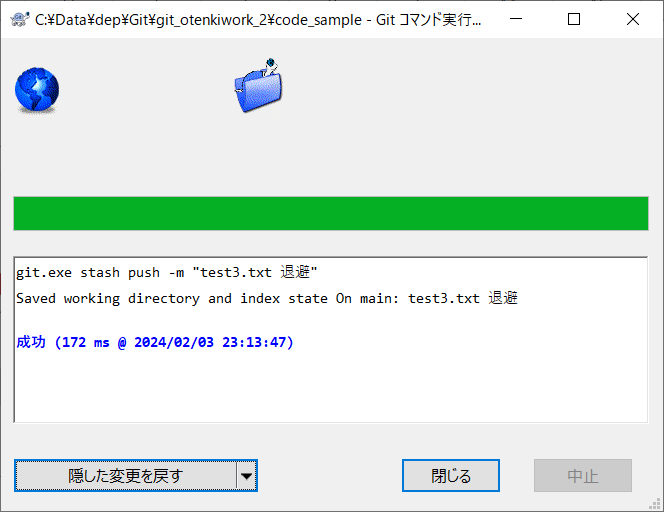 C:¥Data¥dep¥Git¥git_otenkiwork_2¥code_sample - Git コマンド実行...
git.exe stash push -m "test3.txt 退避"
Saved working directory and index state On main: test3.txt 退避
成功 (172 ms @ 2024/02/03 23:13:47)
隠した変更を戻す
閉じる
中止